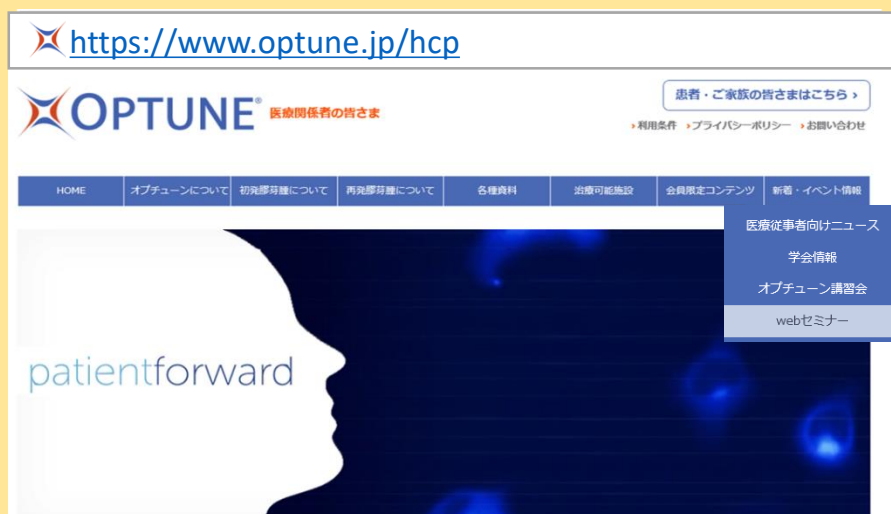 https://www.optune.jp/hcp
OPTUNE® 医療関係者の皆さま
患者・ご家族の皆さまはこちら ›
›利用条件 ›プライバシーポリシー ›お問い合わせ
HOME オプチューンについて 初発膠芽腫について 再発膠芽腫について 各種資料 治療可能施設 会員限定コンテンツ 新着・イベント情報
医療従事者向けニュース
学会情報
オプチューン講習会
webセミナー
patientforward